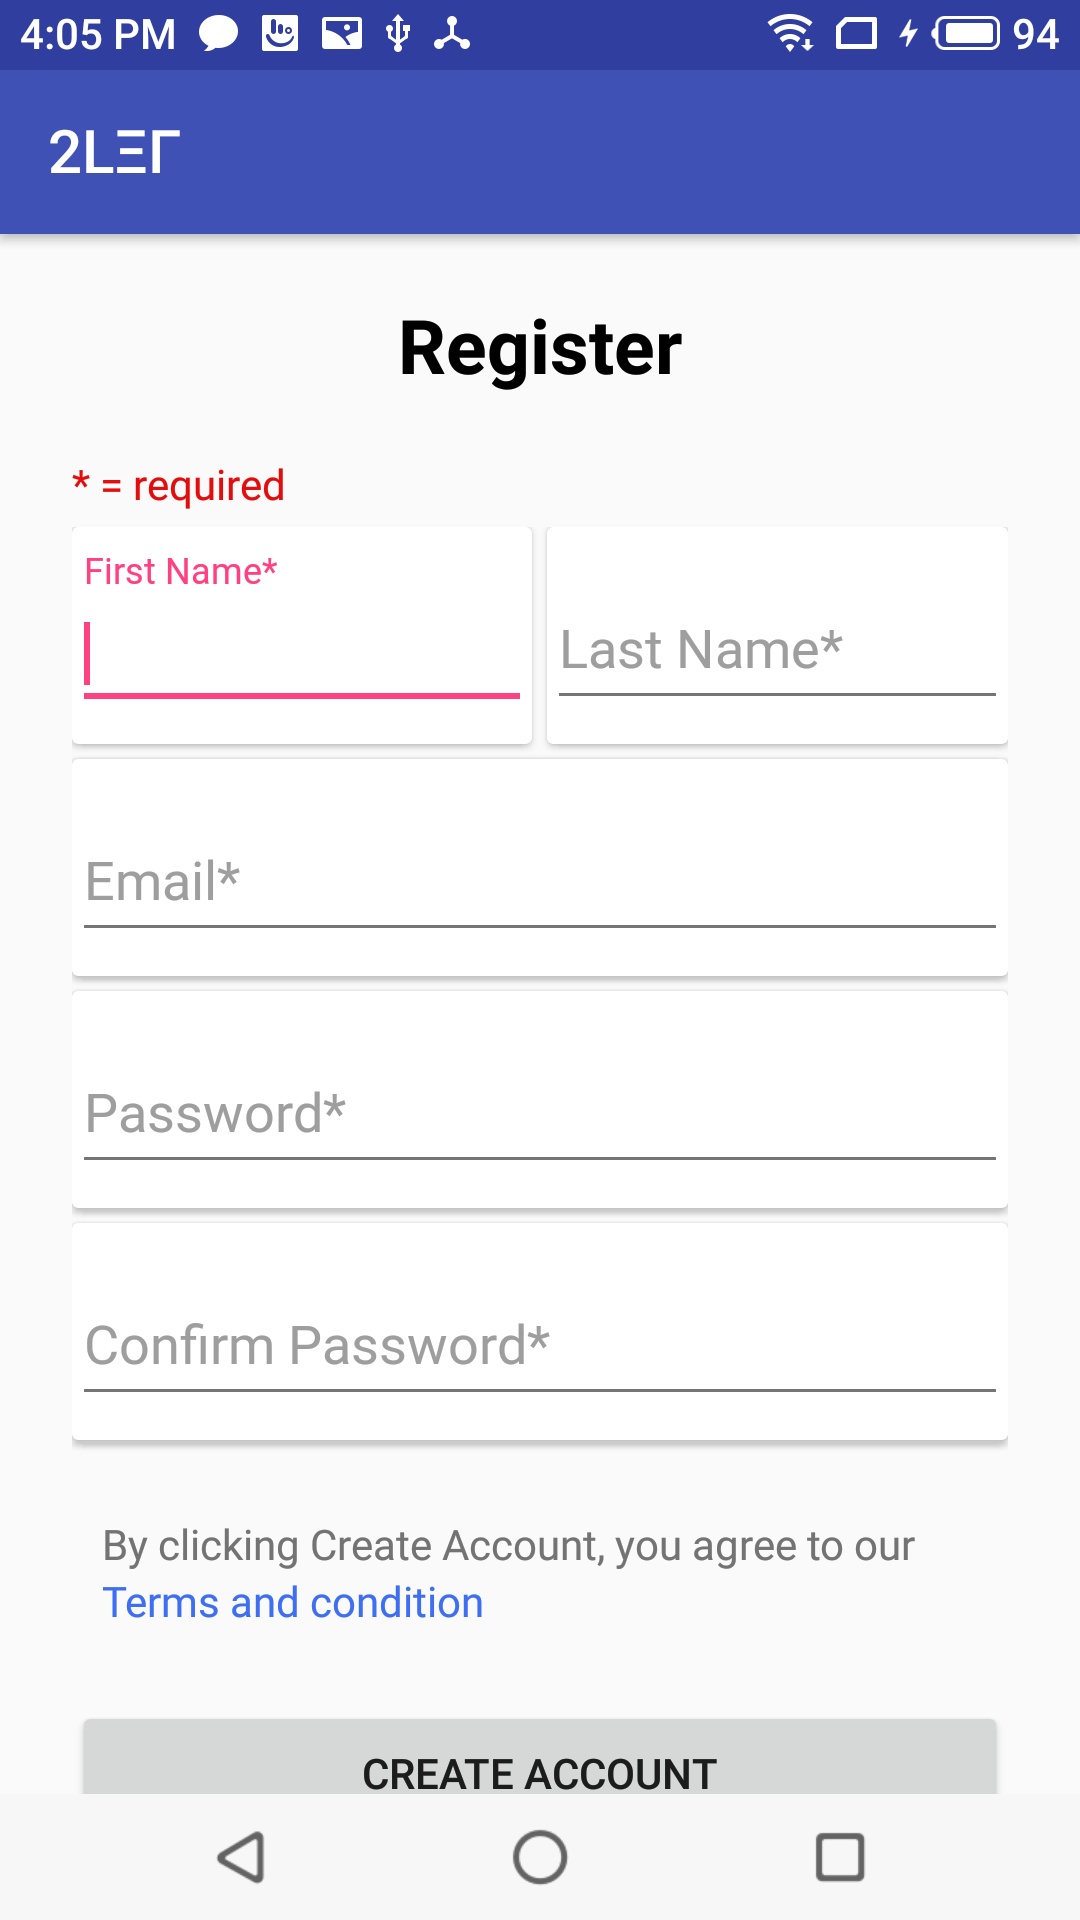 4:05 PM
94
2LΞΓ
Register
* = required
First Name*
Last Name*
Email*
Password*
Confirm Password*
By clicking Create Account, you agree to our
Terms and condition
CREATE ACCOUNT